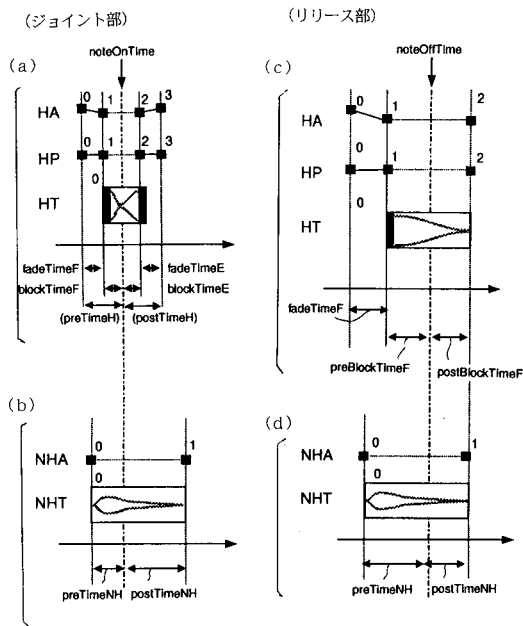 (ジョイント部)
(リリース部)
noteOnTime
noteOffTime
(a)
0 1 2 3
HA
0 1 2 3
HP
0
HT
fadeTimeF
fadeTimeE
blockTimeF
blockTimeE
(preTimeH)
(postTimeH)
(c)
0 1 2
HA
0 1 2
HP
0
HT
fadeTimeF
preBlockTimeF
postBlockTimeF
(b)
0 1
NHA
0
NHT
preTimeNH
postTimeNH
(d)
0 1
NHA
0
NHT
preTimeNH
postTimeNH